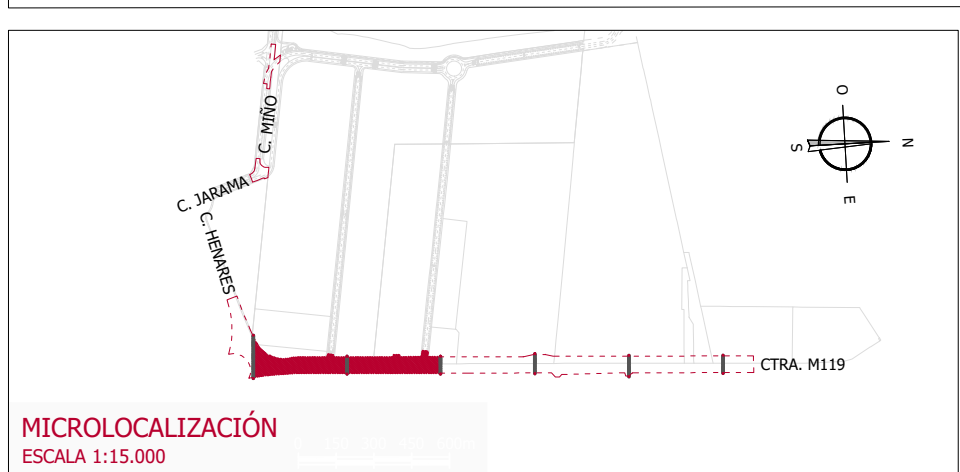 C. MIÑO
C. JARAMA
C. HENARES
O
S
N
E
CTRA. M119
MICROLOCALIZACIÓN
ESCALA 1:15.000